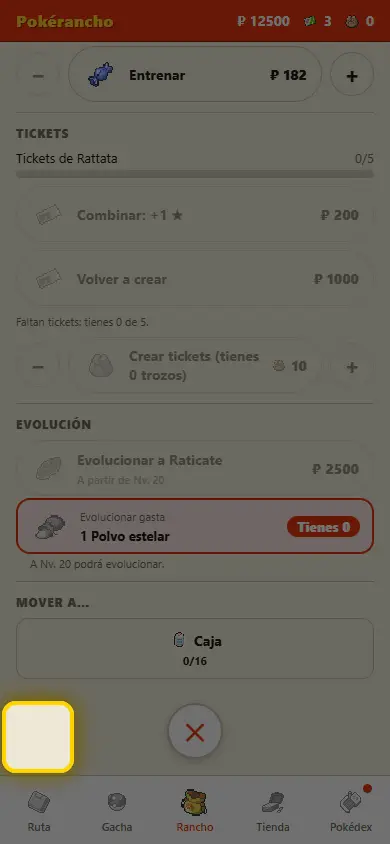 Pokérancho ₽ 12500 3 0
− Entrenar ₽ 182 +
TICKETS
Tickets de Rattata 0/5
Combinar: +1 ★ ₽ 200
Volver a crear ₽ 1000
Faltan tickets: tienes 0 de 5.
− Crear tickets (tienes 10 +
0 trozos)
EVOLUCIÓN
Evolucionar a Raticate ₽ 2500
A partir de Nv. 20
Evolucionar gasta
1 Polvo estelar Tienes 0
A Nv. 20 podrá evolucionar.
MOVER A...
Caja
0/16
Ruta Gacha Rancho Tienda Pokédex